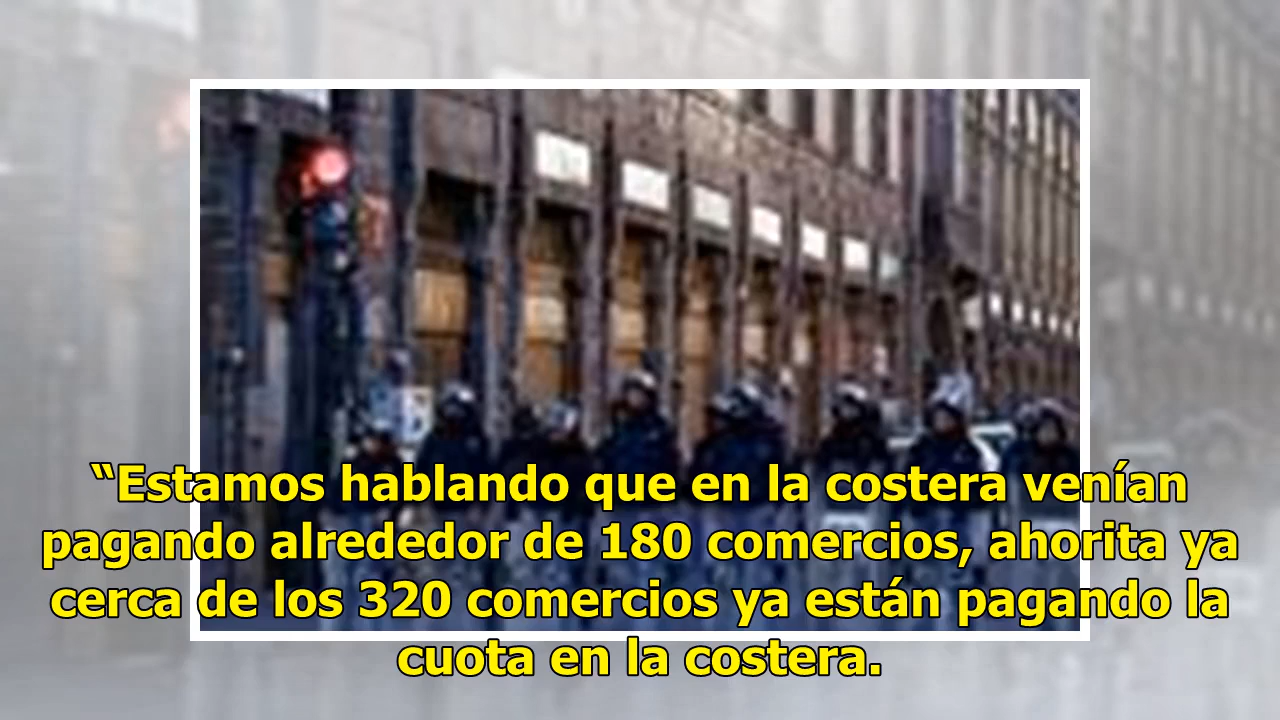 “Estamos hablando que en la costera venían
pagando alrededor de 180 comercios, ahorita ya
cerca de los 320 comercios ya están pagando la
cuota en la costera.